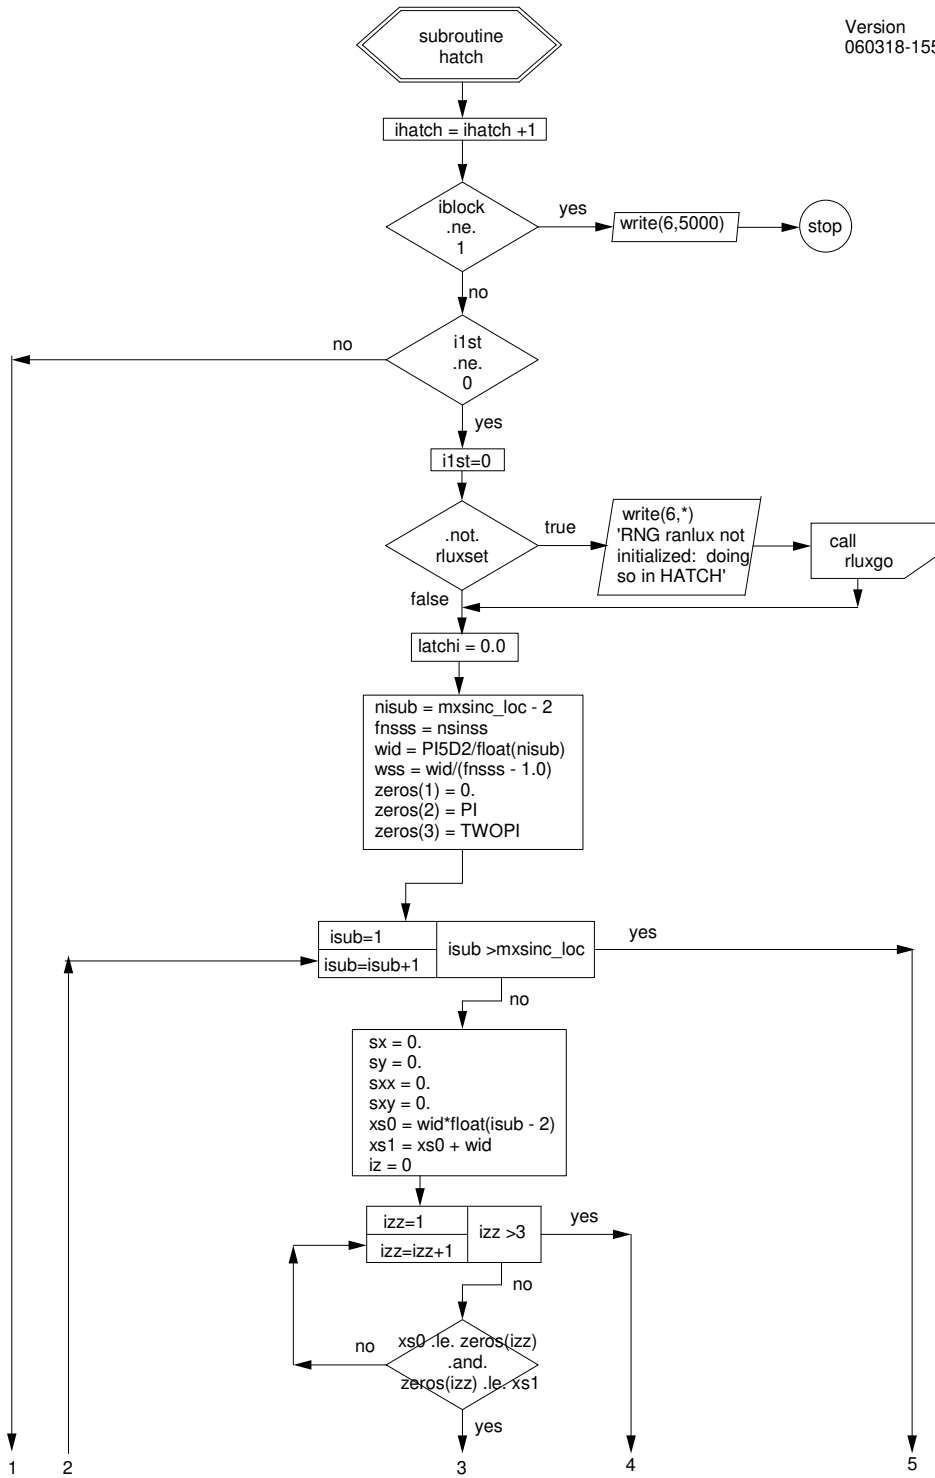 subroutine
hatch
Version
060318-155
ihatch = ihatch +1
iblock
.ne.
1
yes
write(6,5000)
stop
no
i1st
.ne.
0
no
yes
i1st=0
.not.
rluxset
true
write(6,*)
'RNG ranlux not
initialized:  doing
so in HATCH'
call
rluxgo
false
latchi = 0.0
nisub = mxsinc_loc - 2
fnsss = nsinss
wid = PI5D2/float(nisub)
wss = wid/(fnsss - 1.0)
zeros(1) = 0.
zeros(2) = PI
zeros(3) = TWOPI
isub=1
isub=isub+1
isub >mxsinc_loc
yes
no
sx = 0.
sy = 0.
sxx = 0.
sxy = 0.
xs0 = wid*float(isub - 2)
xs1 = xs0 + wid
iz = 0
izz=1
izz=izz+1
izz >3
yes
no
xs0 .le. zeros(izz)
.and.
zeros(izz) .le. xs1
no
yes
1
2
3
4
5